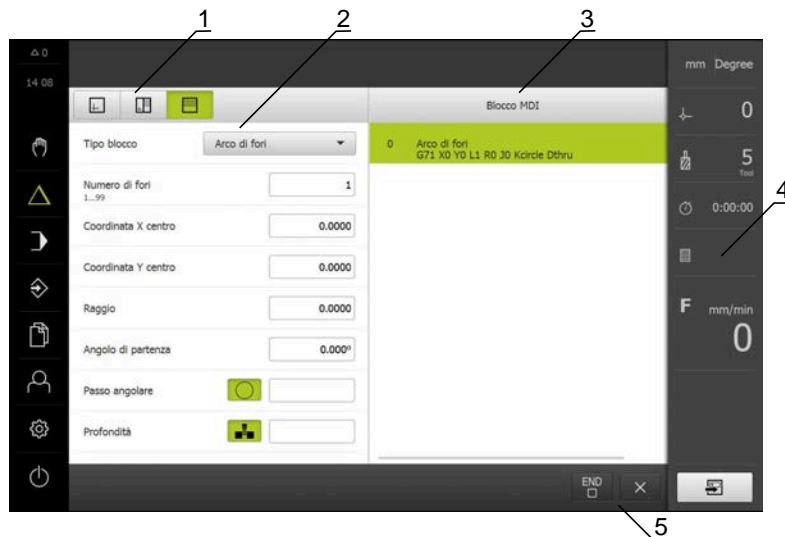 1
2
3
0
14 08
mm Degree
Blocco MDI
0
Tipo blocco
Arco di fori
0 Arco di fori
G71 X0 Y0 L1 R0 J0 Kcircle Dthru
5
Tool
Numero di fori
1...99
1
4
0:00:00
Coordinata X centro
0.0000
Coordinata Y centro
0.0000
Raggio
0.0000
F mm/min
0
Angolo di partenza
0.000°
Passo angolare
Profondità
END
5